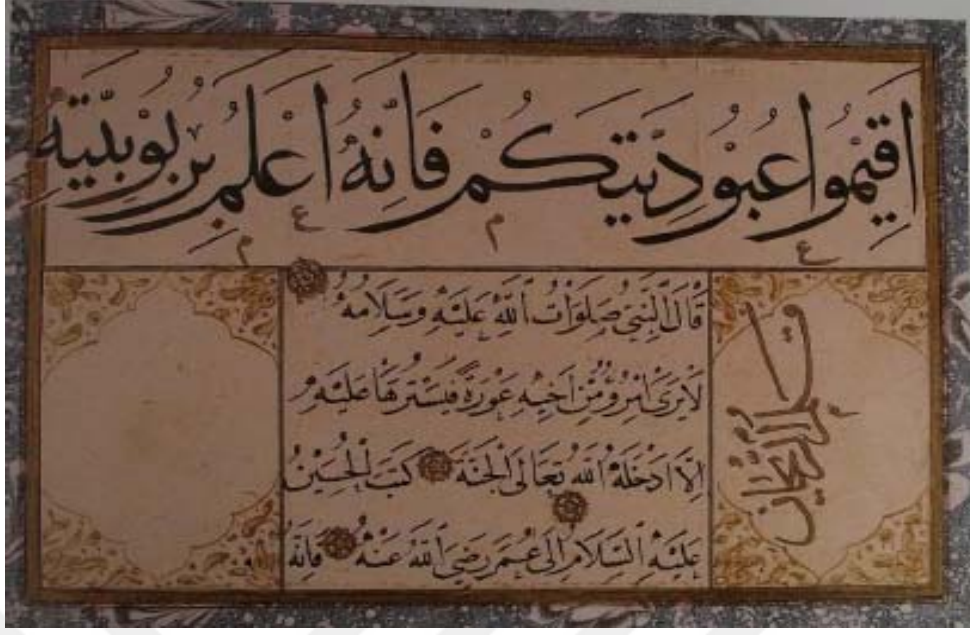 اقيموا عبوديتكم فانه اعلم بربوبيته
قال النبي صلوات الله عليه وسلامه
لا يرى امرؤ من اخيه عورة فيسترها عليه
الا ادخله الله تعالى الجنة كتب الحسين
عليه السلام الى عمر رضي الله عنه فانه